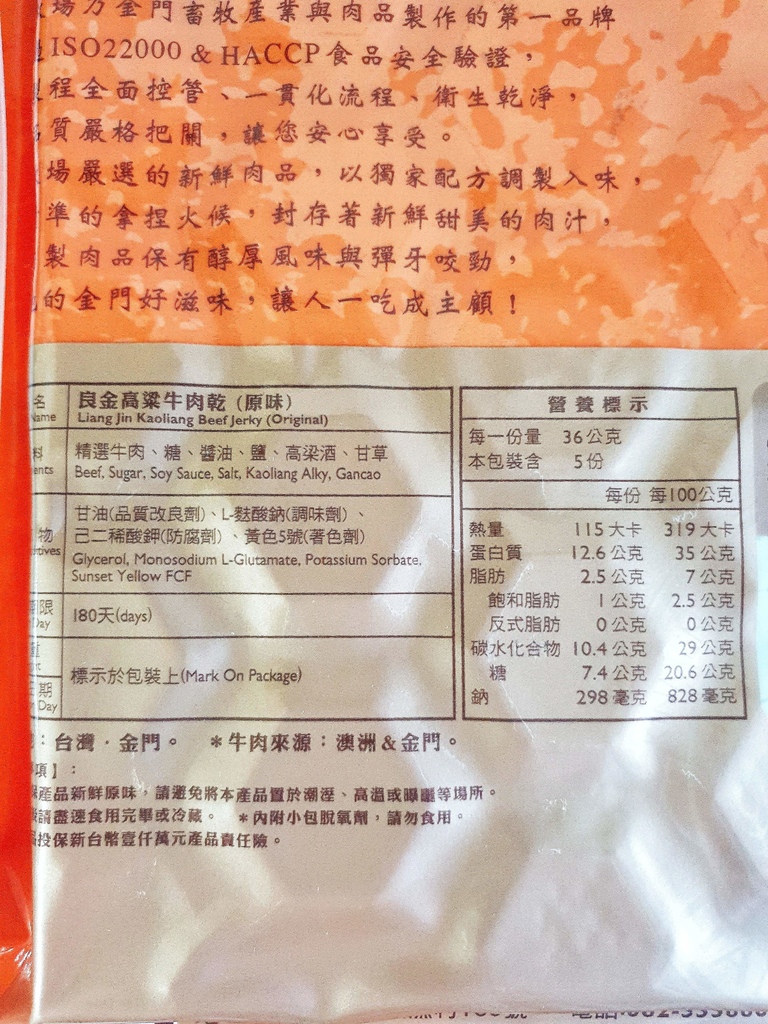 場為金門畜牧產業與肉品製作的第一品牌
ISO22000 & HACCP食品安全驗證，
程全面控管、一貫化流程、衛生乾淨，
質嚴格把關，讓您安心享受。
場嚴選的新鮮肉品，以獨家配方調製入味，
準的拿捏火候，封存著新鮮甜美的肉汁，
製肉品保有醇厚風味與彈牙咬勁，
的金門好滋味，讓人一吃成主顧！
名 良金高粱牛肉乾 (原味)
Name Liang Jin Kaoliang Beef Jerky (Original)
料 精選牛肉、糖、醬油、鹽、高粱酒、甘草
ents Beef, Sugar, Soy Sauce, Salt, Kaoliang Alky, Gancao
甘油(品質改良劑)、L-麩酸鈉(調味劑)、
物 己二稀酸鉀(防腐劑)、黃色5號(著色劑)
ditives Glycerol, Monosodium L-Glutamate, Potassium Sorbate,
Sunset Yellow FCF
期限 180天(days)
Day
標示於包裝上(Mark On Package)
期
Day
營養標示
每一份量 36公克
本包裝含 5份
每份 每100公克
熱量 115大卡 319大卡
蛋白質 12.6公克 35公克
脂肪 2.5公克 7公克
飽和脂肪 1公克 2.5公克
反式脂肪 0公克 0公克
碳水化合物 10.4公克 29公克
糖 7.4公克 20.6公克
鈉 298毫克 828毫克
：台灣．金門。 ＊牛肉來源：澳洲＆金門。
項】：
產品新鮮原味，請避免將本產品置於潮溼、高溫或曝曬等場所。
請盡速食用完畢或冷藏。 ＊內附小包脫氧劑，請勿食用。
投保新台幣壹仟萬元產品責任險。